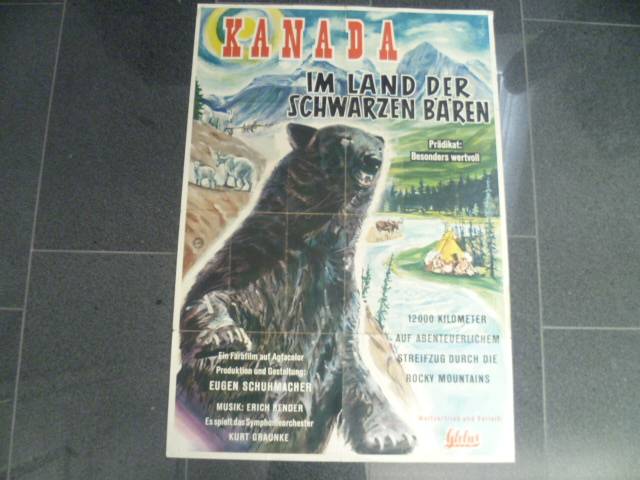 KANADA
IM LAND DER
SCHWARZEN BÄREN
Prädikat:
Besonders wertvoll
12000 KILOMETER
AUF ABENTEUERLICHEM
STREIFZUG DURCH DIE
ROCKY MOUNTAINS
Ein Farbfilm auf Agfacolor
Produktion und Gestaltung:
EUGEN SCHUHMACHER
MUSIK: ERICH BENDER
Es spielt das Symphonieorchester
KURT GRAUNKE
Weltvertrieb und Verleih:
Globus